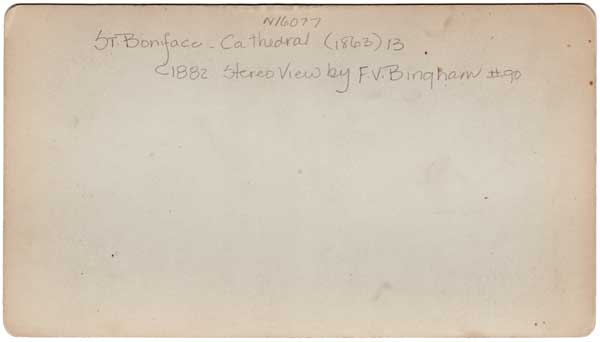 N16077
St. Boniface - Cathedral (1863) 13
c1882 Stereo View by F.V. Bingham #90